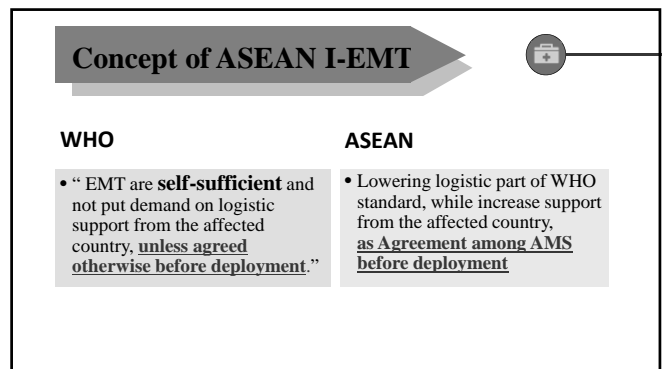 Concept of ASEAN I-EMT
WHO
• “ EMT are self-sufficient and
not put demand on logistic
support from the affected
country, unless agreed
otherwise before deployment.”
ASEAN
• Lowering logistic part of WHO
standard, while increase support
from the affected country,
as Agreement among AMS
before deployment